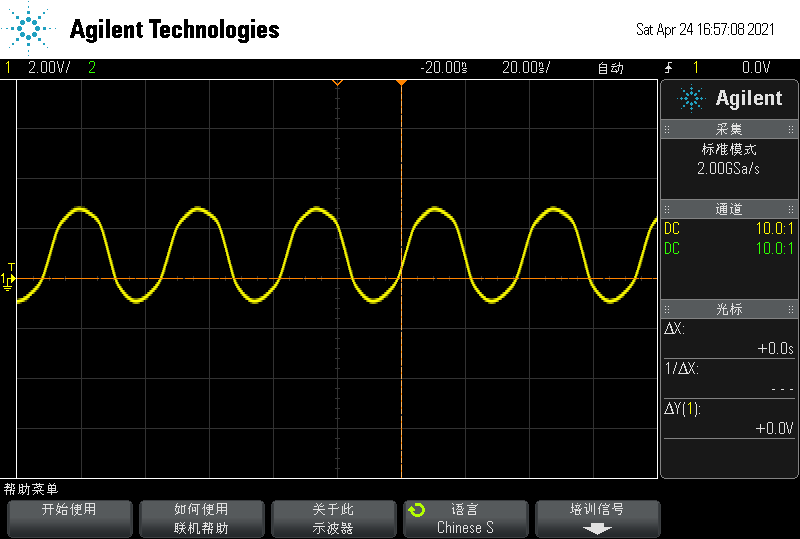 Agilent Technologies
Sat Apr 24 16:57:08 2021
1 2.00V/ 2 -20.00ns 20.00ns/ 自动 1 0.0V
Agilent
采集
标准模式
2.00GSa/s
通道
DC 10.0:1
DC 10.0:1
光标
ΔX:
+0.0s
1/ΔX:
---
ΔY(1):
+0.0V
T
1
帮助菜单
开始使用
如何使用
联机帮助
关于此
示波器
语言
Chinese S
培训信号